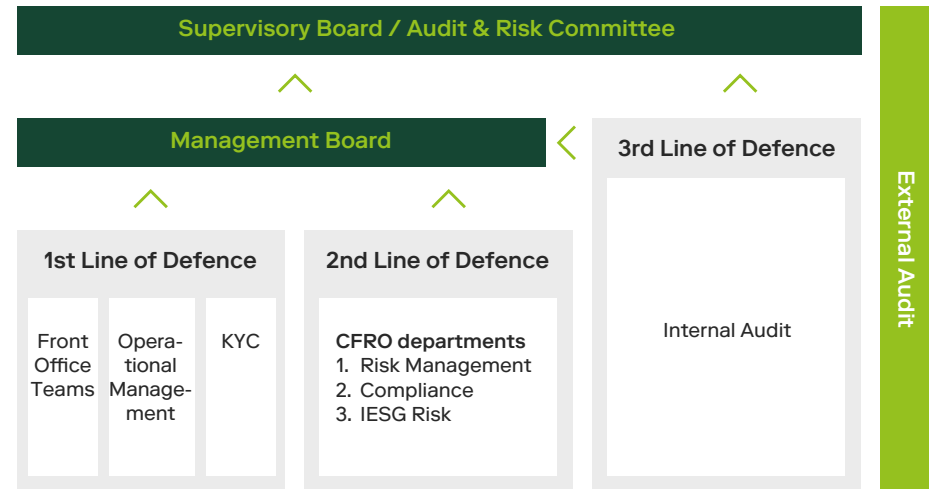 Supervisory Board / Audit & Risk Committee
Management Board
3rd Line of Defence
1st Line of Defence
2nd Line of Defence
Front
Office
Teams
Opera-
tional
Manage-
ment
KYC
CFRO departments
1. Risk Management
2. Compliance
3. IESG Risk
Internal Audit
External Audit